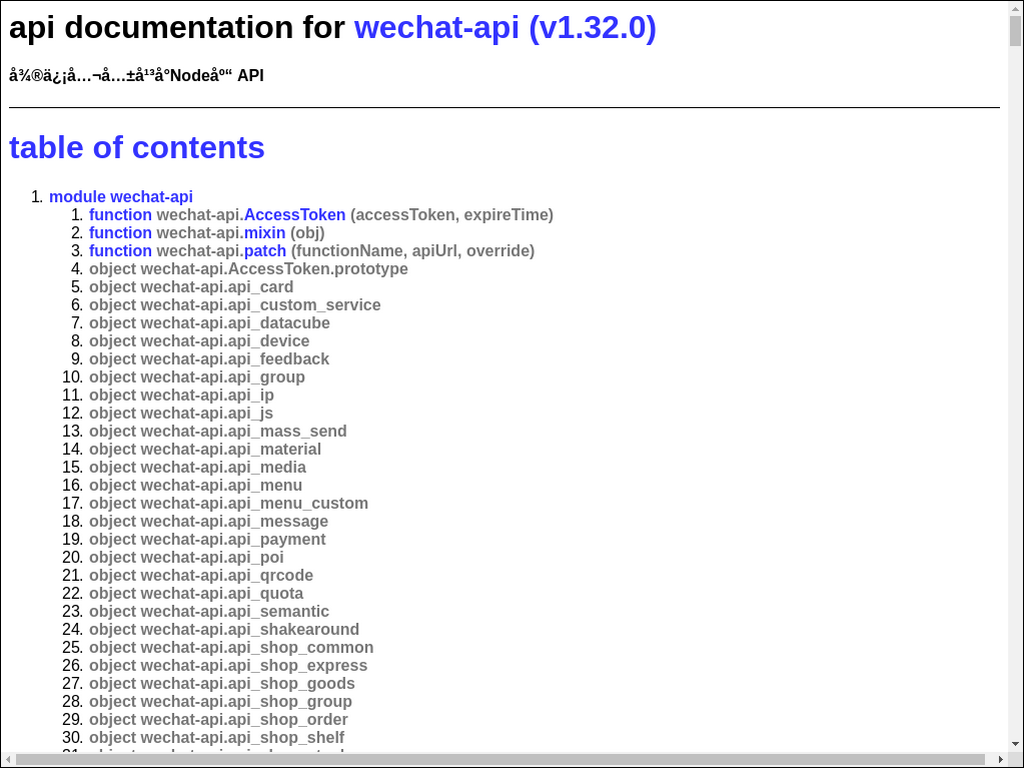 api documentation for wechat-api (v1.32.0)
å¾®ä¿¡å…¬å…±å¹³å°Nodeåº“ API
table of contents
1. module wechat-api
1. function wechat-api.AccessToken (accessToken, expireTime)
2. function wechat-api.mixin (obj)
3. function wechat-api.patch (functionName, apiUrl, override)
4. object wechat-api.AccessToken.prototype
5. object wechat-api.api_card
6. object wechat-api.api_custom_service
7. object wechat-api.api_datacube
8. object wechat-api.api_device
9. object wechat-api.api_feedback
10. object wechat-api.api_group
11. object wechat-api.api_ip
12. object wechat-api.api_js
13. object wechat-api.api_mass_send
14. object wechat-api.api_material
15. object wechat-api.api_media
16. object wechat-api.api_menu
17. object wechat-api.api_menu_custom
18. object wechat-api.api_message
19. object wechat-api.api_payment
20. object wechat-api.api_poi
21. object wechat-api.api_qrcode
22. object wechat-api.api_quota
23. object wechat-api.api_semantic
24. object wechat-api.api_shakearound
25. object wechat-api.api_shop_common
26. object wechat-api.api_shop_express
27. object wechat-api.api_shop_goods
28. object wechat-api.api_shop_group
29. object wechat-api.api_shop_order
30. object wechat-api.api_shop_shelf